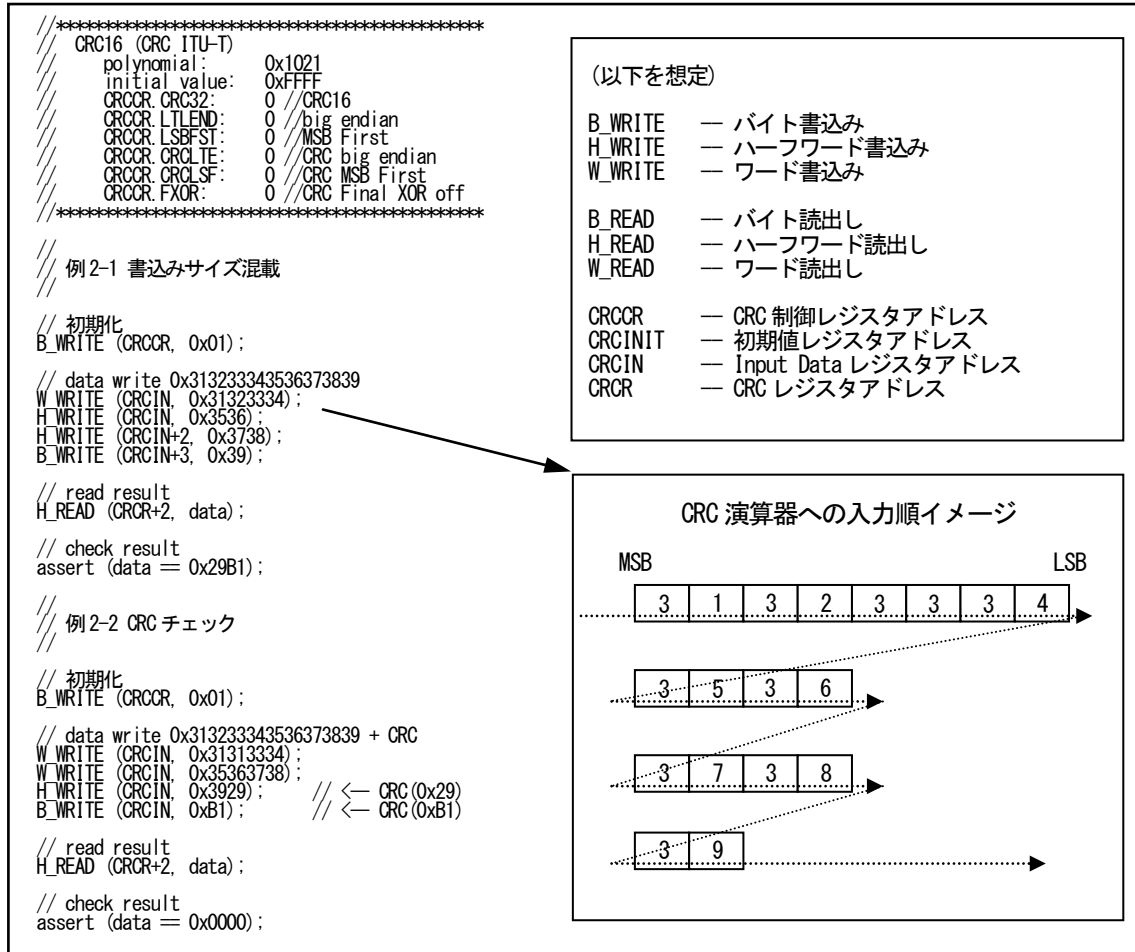 //********************************************
// CRC16 (CRC ITU-T)
// polynomial: 0x1021
// initial value: 0xFFFF
// CRCCR.CRC32: 0 //CRC16
// CRCCR.LTLEND: 0 //big endian
// CRCCR.LSBFST: 0 //MSB First
// CRCCR.CRCLTE: 0 //CRC big endian
// CRCCR.CRCLSF: 0 //CRC MSB First
// CRCCR.FXOR: 0 //CRC Final XOR off
//********************************************
//
// 例 2-1 書込みサイズ混載
//
// 初期化
B_WRITE (CRCCR, 0x01);
// data write 0x313233343536373839
W_WRITE (CRCIN, 0x31323334);
H_WRITE (CRCIN, 0x3536);
H_WRITE (CRCIN+2, 0x3738);
B_WRITE (CRCIN+3, 0x39);
// read result
H_READ (CRCR+2, data);
// check result
assert (data == 0x29B1);
//
// 例 2-2 CRC チェック
//
// 初期化
B_WRITE (CRCCR, 0x01);
// data write 0x313233343536373839 + CRC
W_WRITE (CRCIN, 0x31313334);
W_WRITE (CRCIN, 0x35363738);
H_WRITE (CRCIN, 0x3929); // <-- CRC(0x29)
B_WRITE (CRCIN, 0xB1); // <-- CRC(0xB1)
// read result
H_READ (CRCR+2, data);
// check result
assert (data == 0x0000);
(以下を想定)
B_WRITE -- バイト書込み
H_WRITE -- ハーフワード書込み
W_WRITE -- ワード書込み
B_READ -- バイト読出し
H_READ -- ハーフワード読出し
W_READ -- ワード読出し
CRCCR -- CRC 制御レジスタアドレス
CRCINIT -- 初期値レジスタアドレス
CRCIN -- Input Data レジスタアドレス
CRCR -- CRC レジスタアドレス
CRC 演算器への入力順イメージ
MSB LSB
3 1 3 2 3 3 3 4
3 5 3 6
3 7 3 8
3 9